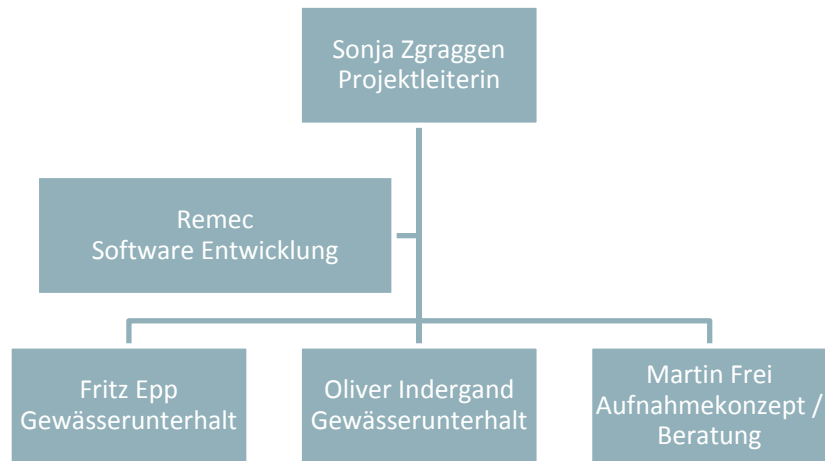 Sonja Zgraggen
Projektleiterin
Remec
Software Entwicklung
Fritz Epp
Gewässerunterhalt
Oliver Indergand
Gewässerunterhalt
Martin Frei
Aufnahmekonzept /
Beratung